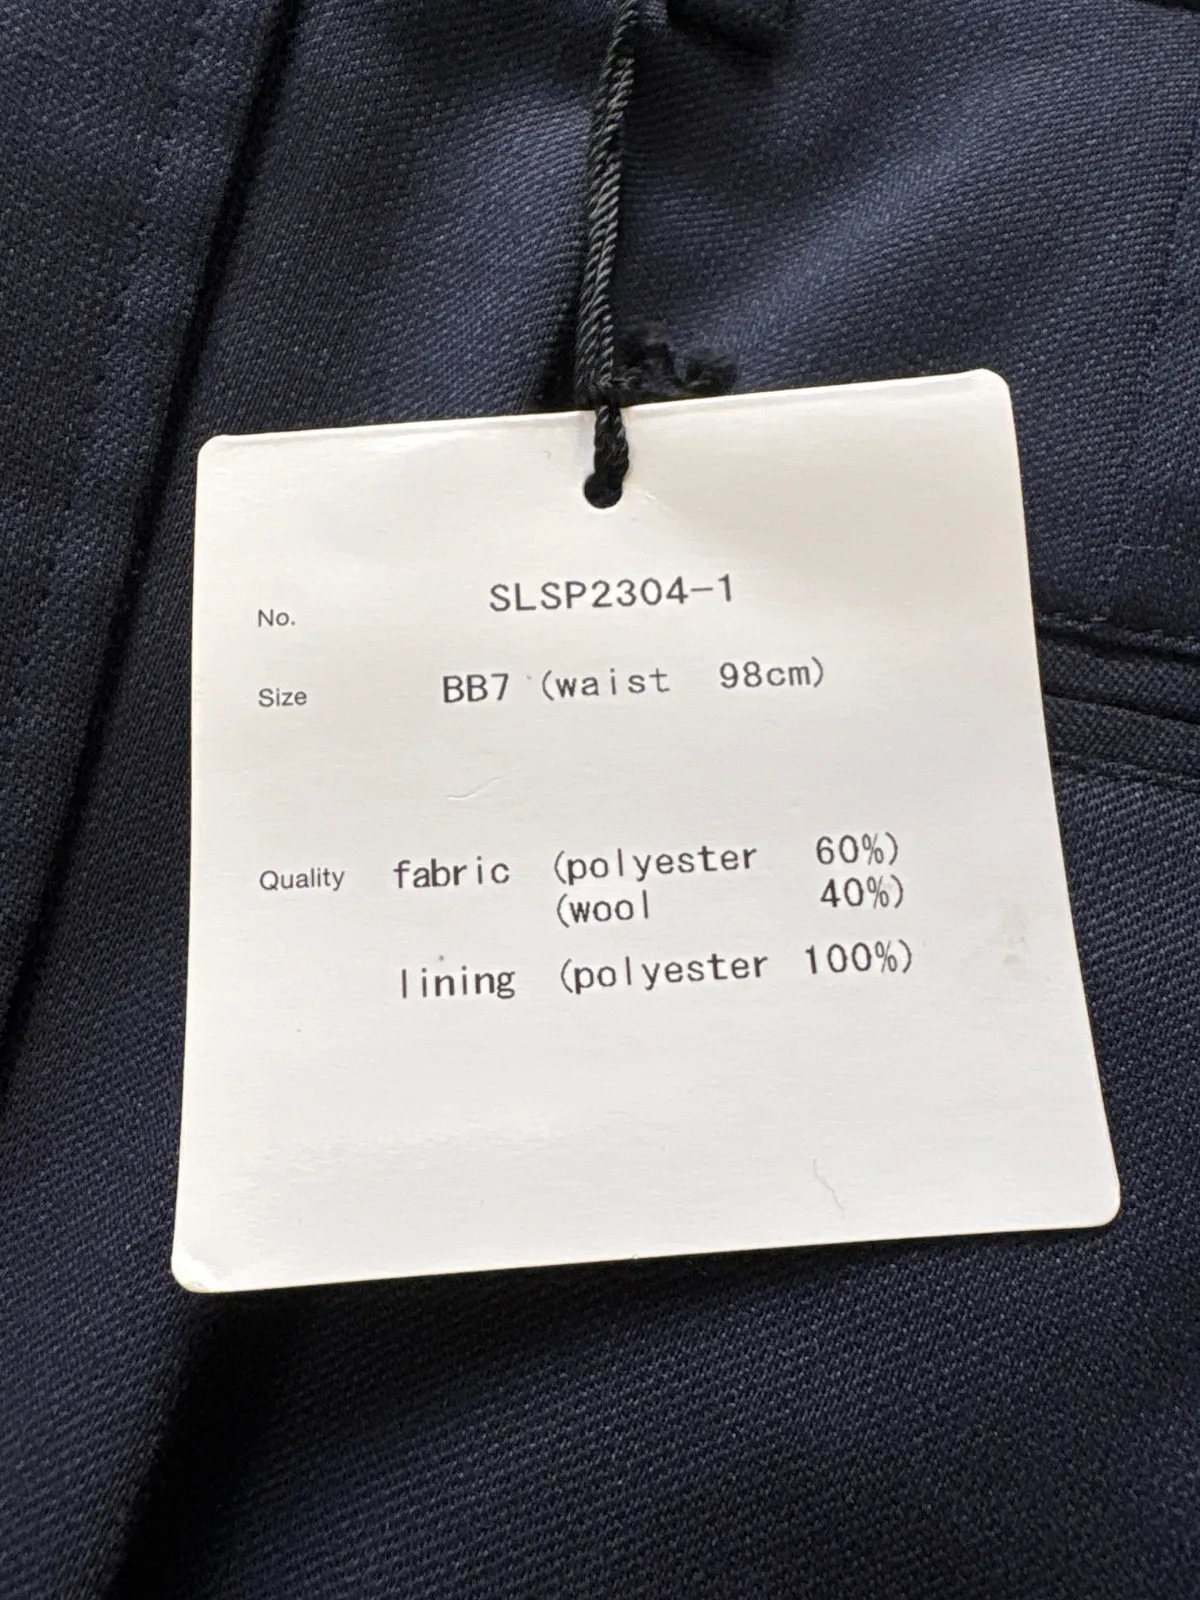 No. SLSP2304-1
Size BB7 (waist 98cm)
Quality fabric (polyester 60%)
(wool 40%)
lining (polyester 100%)